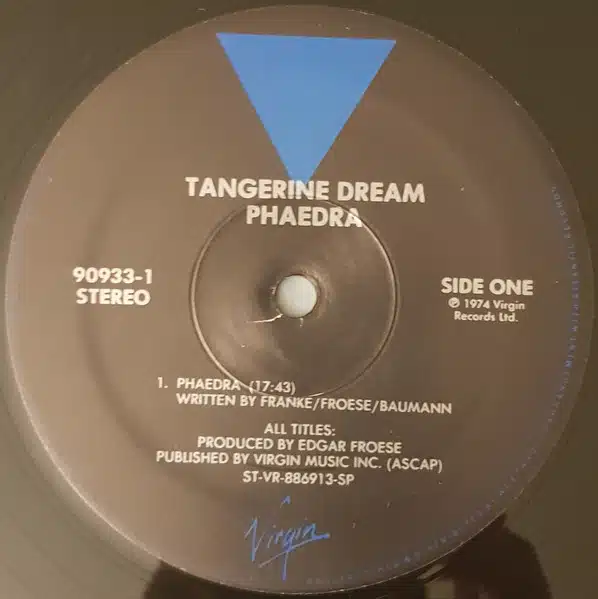 TANGERINE DREAM
PHAEDRA
90933-1
STEREO
SIDE ONE
℗ 1974 Virgin
Records Ltd.
1. PHAEDRA (17:43)
WRITTEN BY FRANKE/FROESE/BAUMANN
ALL TITLES:
PRODUCED BY EDGAR FROESE
PUBLISHED BY VIRGIN MUSIC INC. (ASCAP)
ST-VR-886913-SP
Virgin